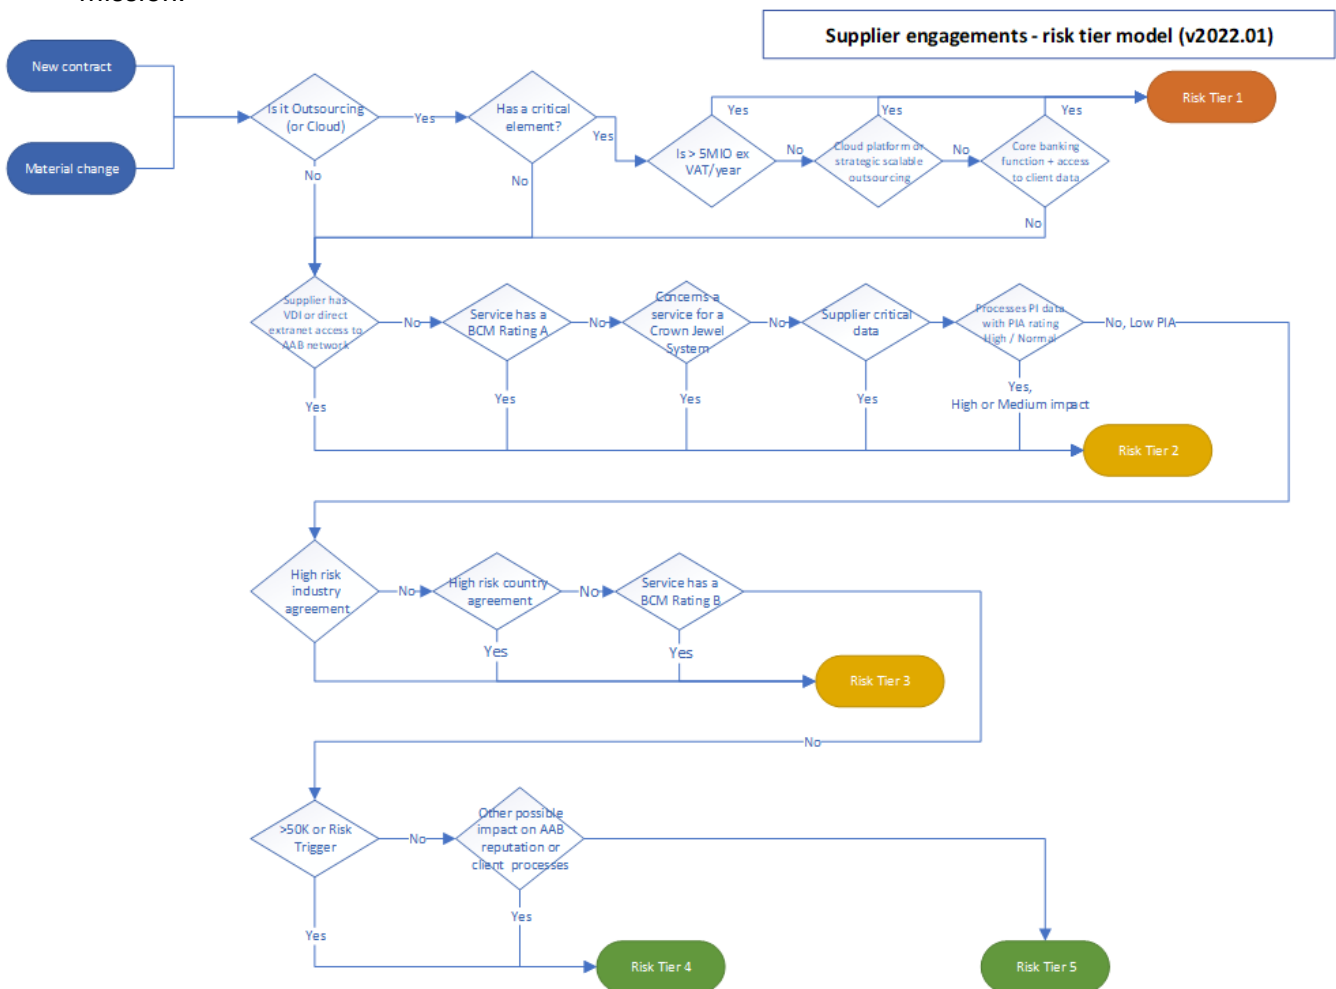 mission.
Supplier engagements - risk tier model (v2022.01)
New contract
Material change
Is it Outsourcing
(or Cloud)
Yes
No
Has a critical
element?
Yes
No
Is > 5MIO ex
VAT/year
Yes
No
Cloud platform or
strategic scalable
outsourcing
Yes
No
Core banking
function + access
to client data
Yes
No
Risk Tier 1
Supplier has
VDI or direct
extranet access to
AAB network
No
Yes
Service has a
BCM Rating A
No
Yes
Concerns a
service for a
Crown Jewel
System
No
Yes
Supplier critical
data
Yes
Processes PI data
with PIA rating
High / Normal
No, Low PIA
Yes,
High or Medium impact
Risk Tier 2
High risk
industry
agreement
No
High risk country
agreement
No
Yes
Service has a
BCM Rating B
Yes
Risk Tier 3
No
>50K or Risk
Trigger
No
Yes
Other possible
impact on AAB
reputation or
client processes
Yes
Risk Tier 4
Risk Tier 5